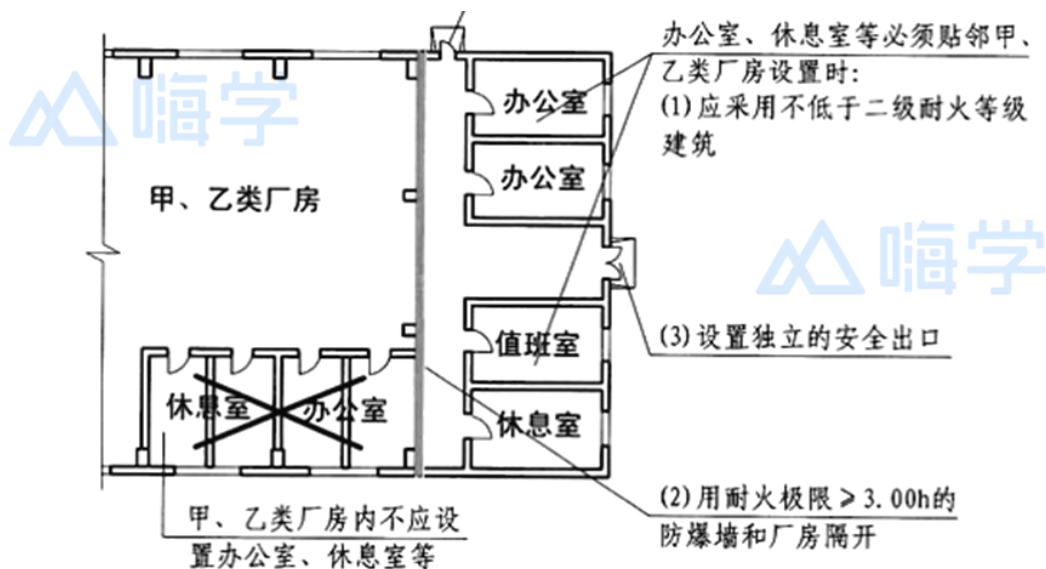 办公室、休息室等必须贴邻甲、
乙类厂房设置时:
(1)应采用不低于二级耐火等级
建筑
嗨学
办公室
办公室
甲、乙类厂房
嗨学
值班室
(3)设置独立的安全出口
休息室
办公室
休息室
(2)用耐火极限≥3.00h的
防爆墙和厂房隔开
甲、乙类厂房内不应设
置办公室、休息室等